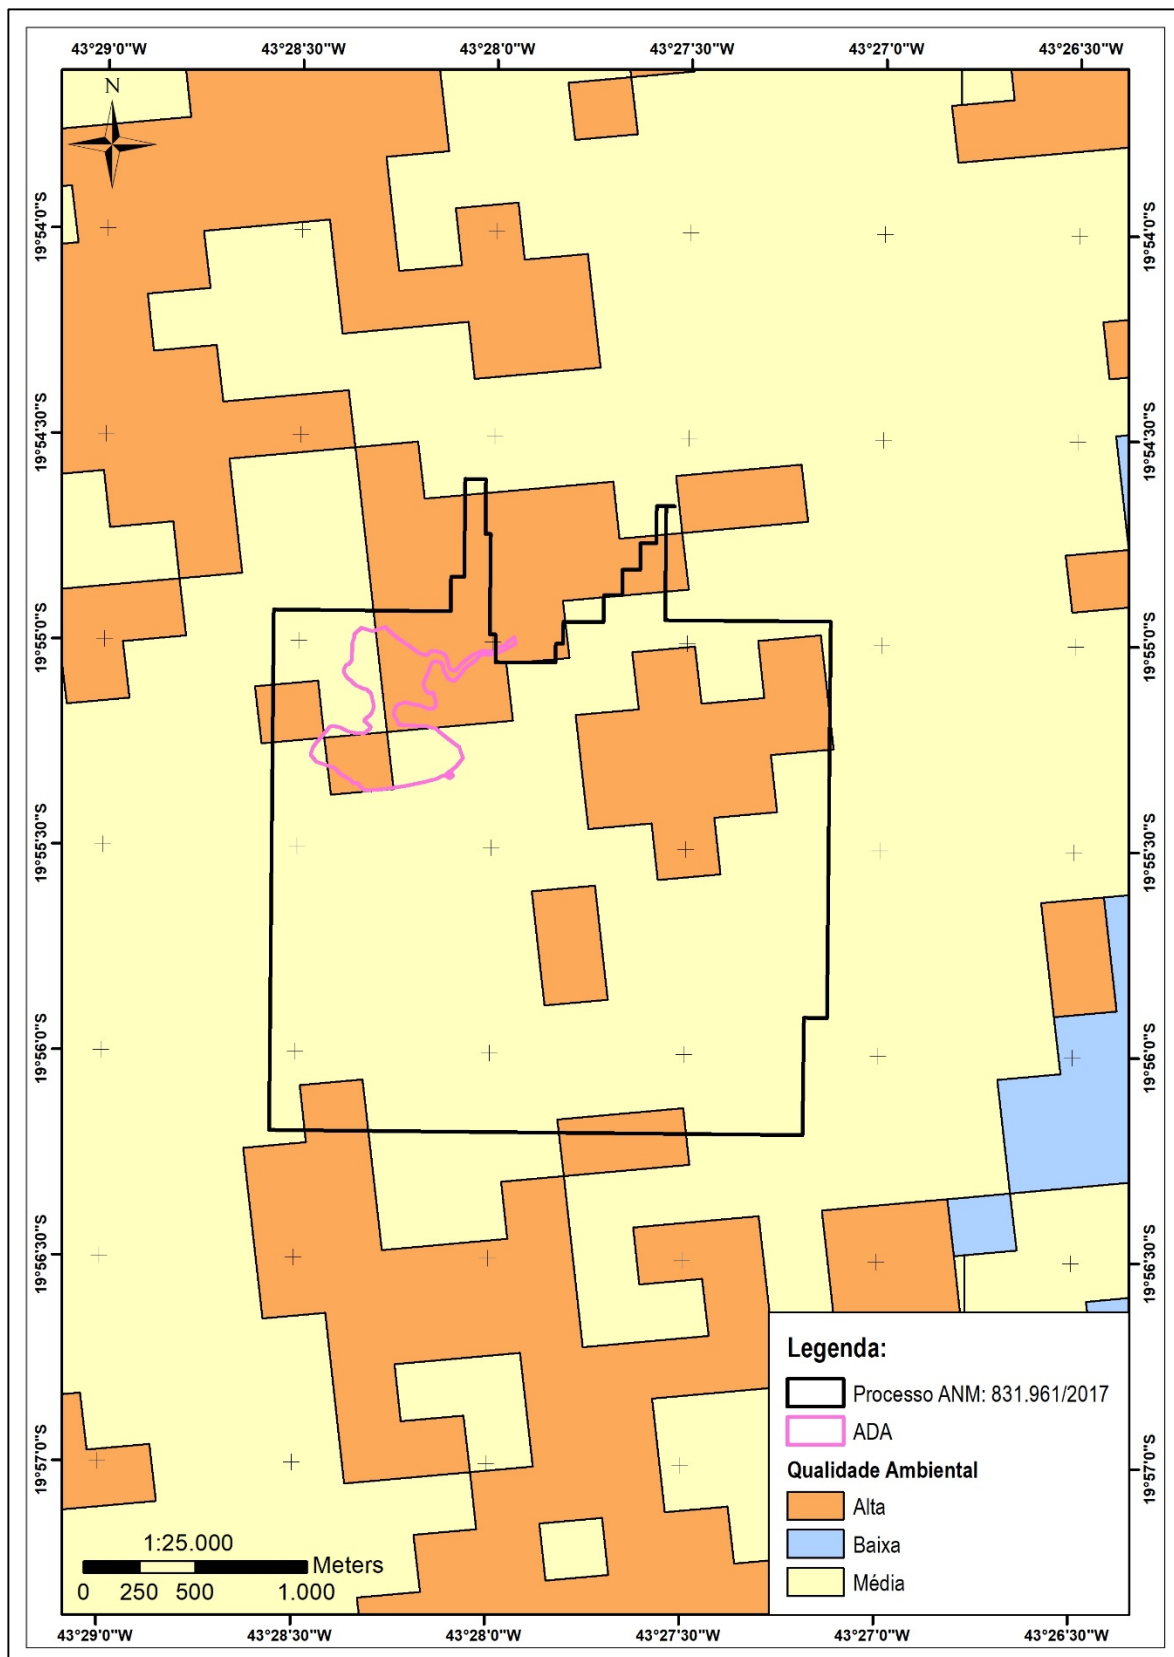 43°29'0"W 43°28'30"W 43°28'0"W 43°27'30"W 43°27'0"W 43°26'30"W
N
19°54'0"S 19°54'0"S
19°54'30"S 19°54'30"S
19°55'0"S 19°55'0"S
19°55'30"S 19°55'30"S
19°56'0"S 19°56'0"S
19°56'30"S 19°56'30"S
19°57'0"S 19°57'0"S
Legenda:
Processo ANM: 831.961/2017
ADA
Qualidade Ambiental
Alta
Baixa
Média
1:25.000
Meters
0 250 500 1.000
43°29'0"W 43°28'30"W 43°28'0"W 43°27'30"W 43°27'0"W 43°26'30"W